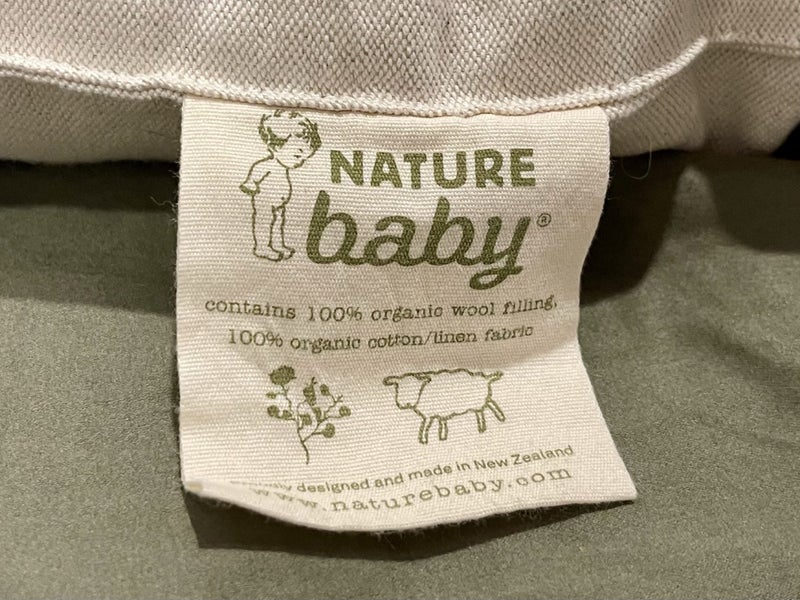 NATURE
baby®
contains 100% organic wool filling,
100% organic cotton/linen fabric
designed and made in New Zealand
www.naturebaby.com